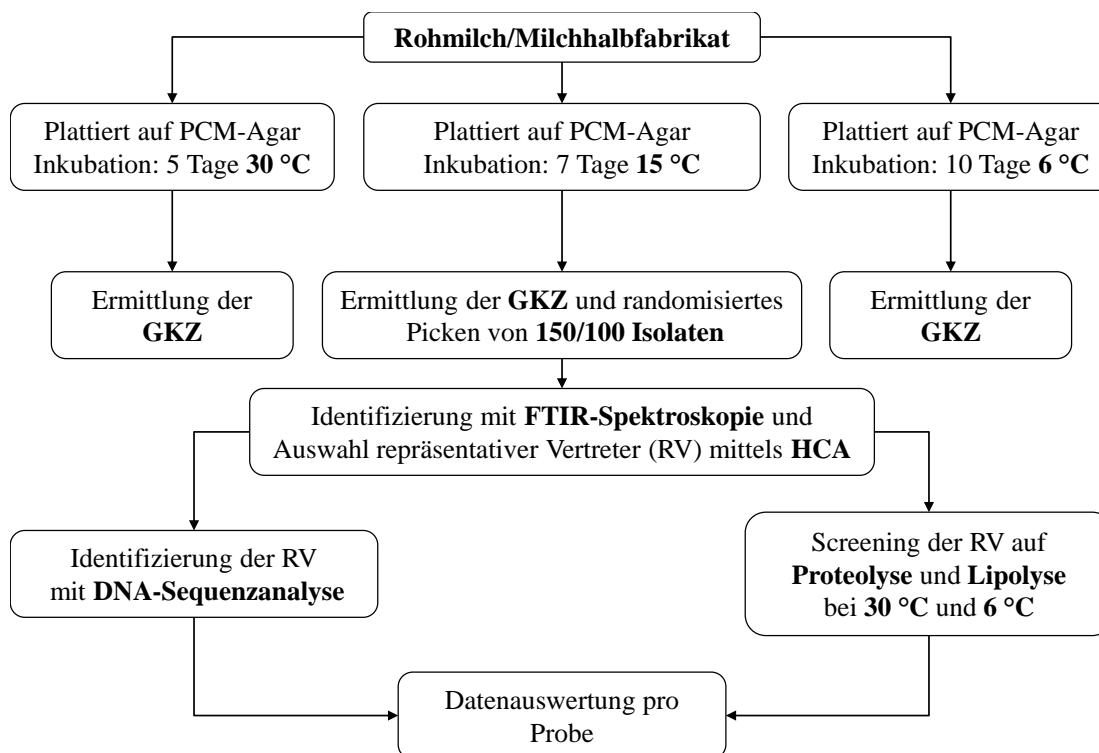 Rohmilch/Milchhalbfabrikat
Plattiert auf PCM-Agar
Inkubation: 5 Tage 30 °C
Plattiert auf PCM-Agar
Inkubation: 7 Tage 15 °C
Plattiert auf PCM-Agar
Inkubation: 10 Tage 6 °C
Ermittlung der
GKZ
Ermittlung der GKZ und randomisiertes
Picken von 150/100 Isolaten
Ermittlung der
GKZ
Identifizierung mit FTIR-Spektroskopie und
Auswahl repräsentativer Vertreter (RV) mittels HCA
Identifizierung der RV
mit DNA-Sequenzanalyse
Screening der RV auf
Proteolyse und Lipolyse
bei 30 °C und 6 °C
Datenauswertung pro
Probe